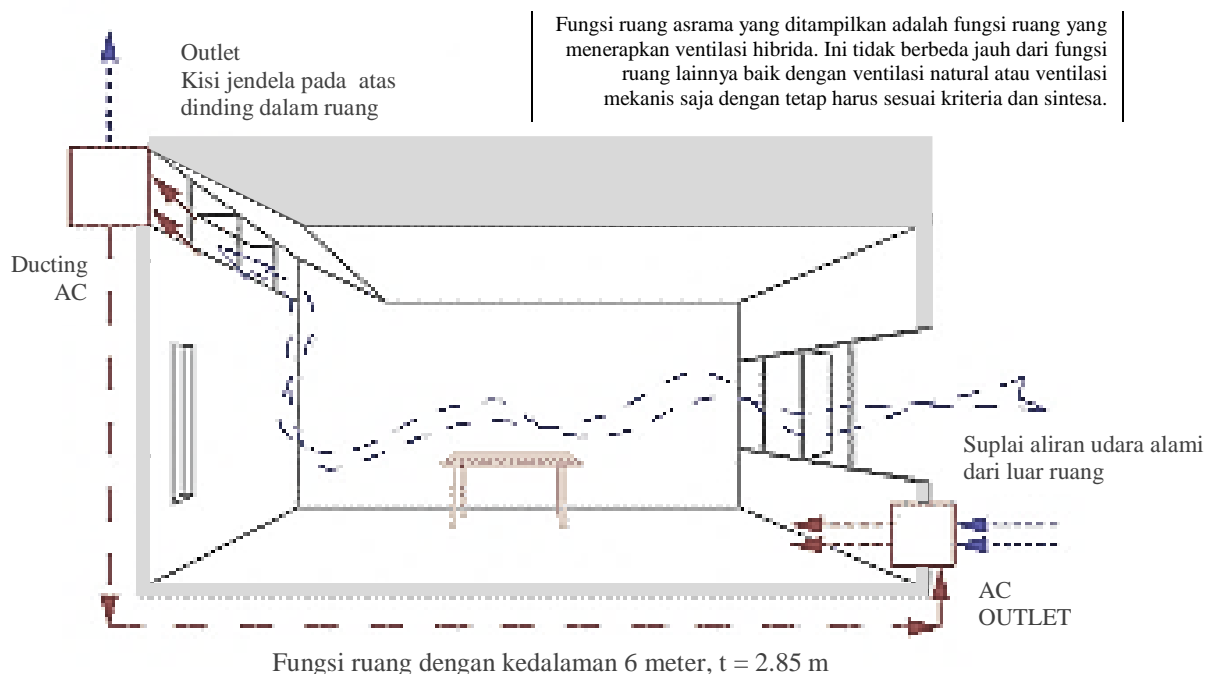 Fungsi ruang asrama yang ditampilkan adalah fungsi ruang yang
menerapkan ventilasi hibrida. Ini tidak berbeda jauh dari fungsi
ruang lainnya baik dengan ventilasi natural atau ventilasi
mekanis saja dengan tetap harus sesuai kriteria dan sintesa.
Outlet
Kisi jendela pada atas
dinding dalam ruang
Ducting
AC
Suplai aliran udara alami
dari luar ruang
AC
OUTLET
Fungsi ruang dengan kedalaman 6 meter, t = 2.85 m